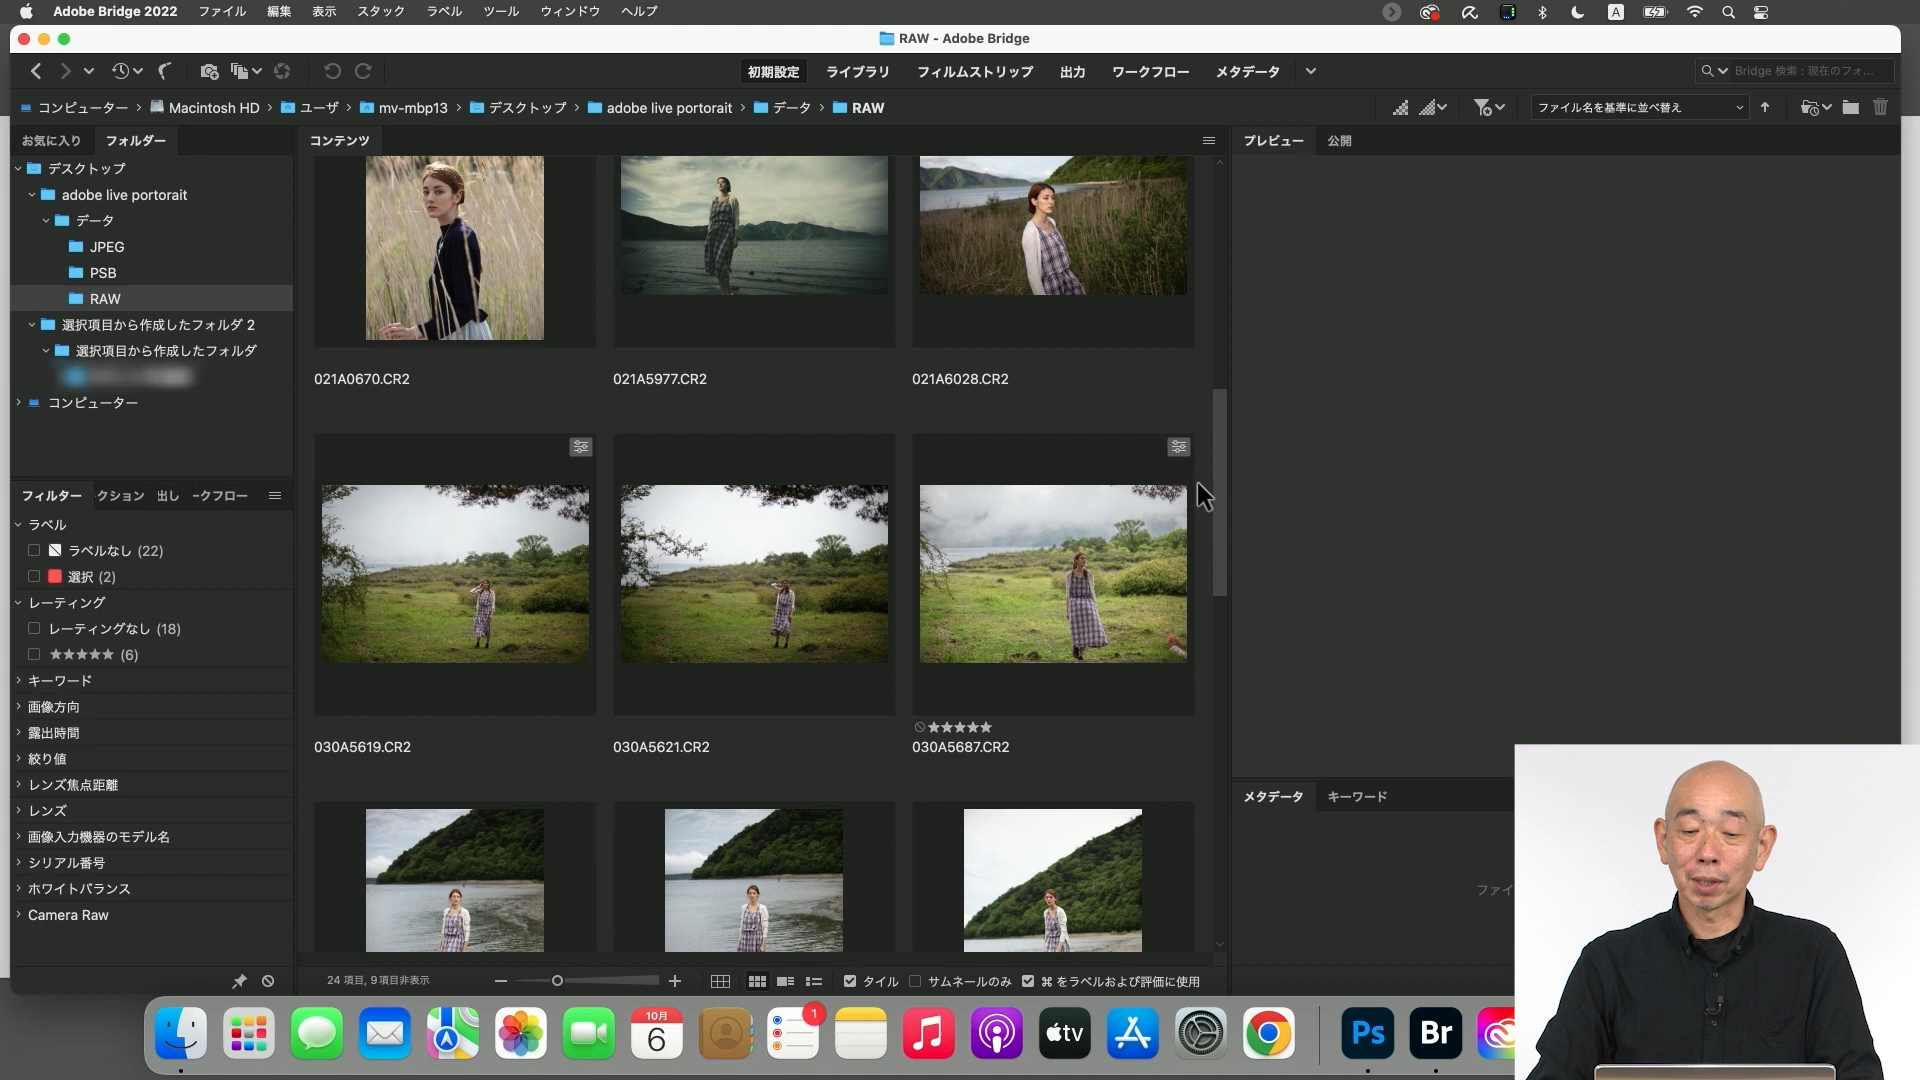 Adobe Bridge 2022 ファイル 編集 表示 スタック ラベル ツール ウィンドウ ヘルプ
A
RAW - Adobe Bridge
初期設定 ライブラリ フィルムストリップ 出力 ワークフロー メタデータ
Bridge 検索 : 現在のフォ...
コンピューター Macintosh HD ユーザ mv-mbp13 デスクトップ adobe live portorait データ RAW
ファイル名を基準に並べ替え
お気に入り フォルダー
デスクトップ
adobe live portorait
データ
JPEG
PSB
RAW
選択項目から作成したフォルダ 2
選択項目から作成したフォルダ
コンピューター
フィルター クション 出し ークフロー
ラベル
ラベルなし (22)
選択 (2)
レーティング
レーティングなし (18)
★★★★★ (6)
キーワード
画像方向
露出時間
絞り値
レンズ焦点距離
レンズ
画像入力機器のモデル名
シリアル番号
ホワイトバランス
Camera Raw
コンテンツ
021A0670.CR2 021A5977.CR2 021A6028.CR2
★★★★★
030A5619.CR2 030A5621.CR2 030A5687.CR2
24 項目, 9 項目非表示
タイル サムネールのみ ⌘ をラベルおよび評価に使用
プレビュー 公開
メタデータ キーワード
ファイ
10月
6
1
tv
Ps
Br